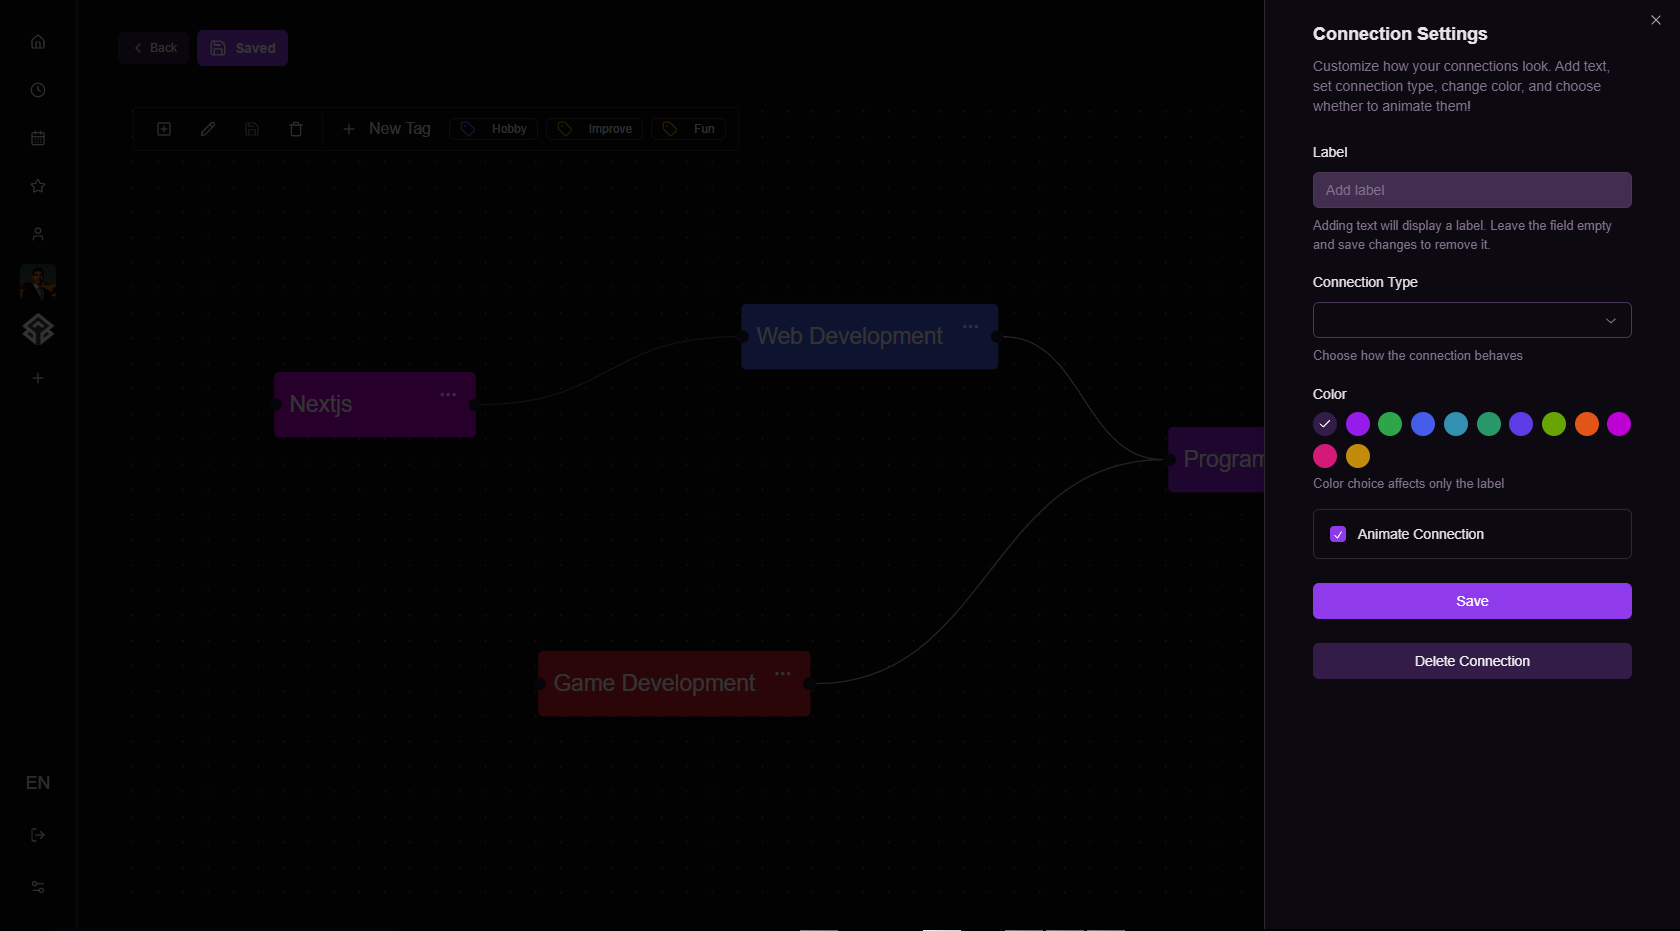 Back
Saved
New Tag
Hobby
Improve
Fun
Web Development
Nextjs
Program
Game Development
EN
Connection Settings
Customize how your connections look. Add text,
set connection type, change color, and choose
whether to animate them!
Label
Add label
Adding text will display a label. Leave the field empty
and save changes to remove it.
Connection Type
Choose how the connection behaves
Color
Color choice affects only the label
Animate Connection
Save
Delete Connection